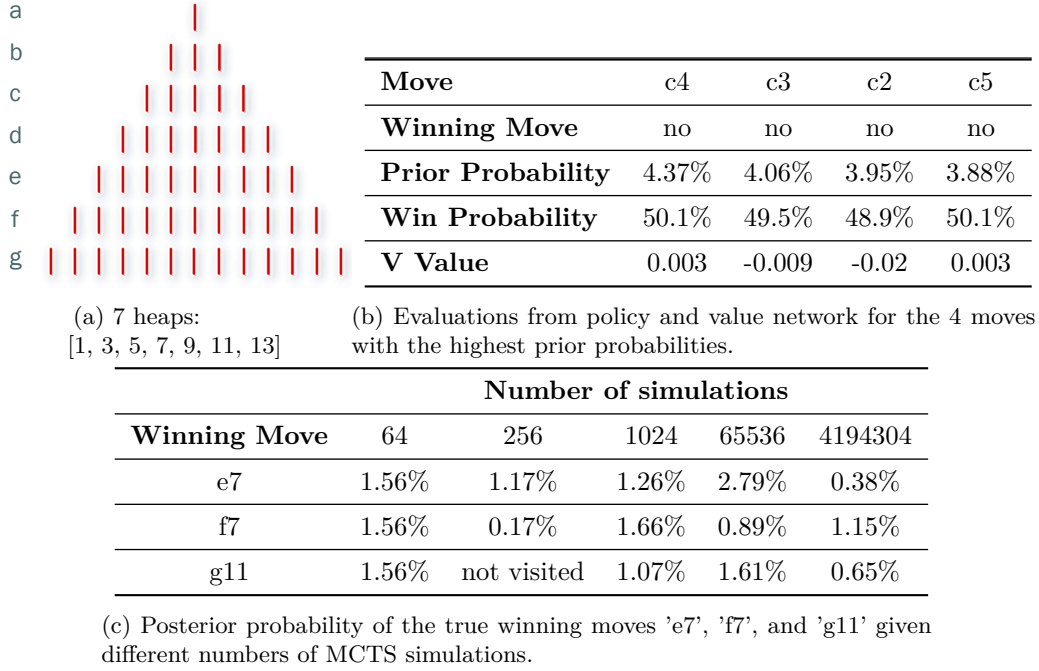 a
b
c
d
e
f
g
(a) 7 heaps:
[1, 3, 5, 7, 9, 11, 13]
Move c4 c3 c2 c5
Winning Move no no no no
Prior Probability 4.37% 4.06% 3.95% 3.88%
Win Probability 50.1% 49.5% 48.9% 50.1%
V Value 0.003 -0.009 -0.02 0.003
(b) Evaluations from policy and value network for the 4 moves
with the highest prior probabilities.
Number of simulations
Winning Move 64 256 1024 65536 4194304
e7 1.56% 1.17% 1.26% 2.79% 0.38%
f7 1.56% 0.17% 1.66% 0.89% 1.15%
g11 1.56% not visited 1.07% 1.61% 0.65%
(c) Posterior probability of the true winning moves 'e7', 'f7', and 'g11' given
different numbers of MCTS simulations.